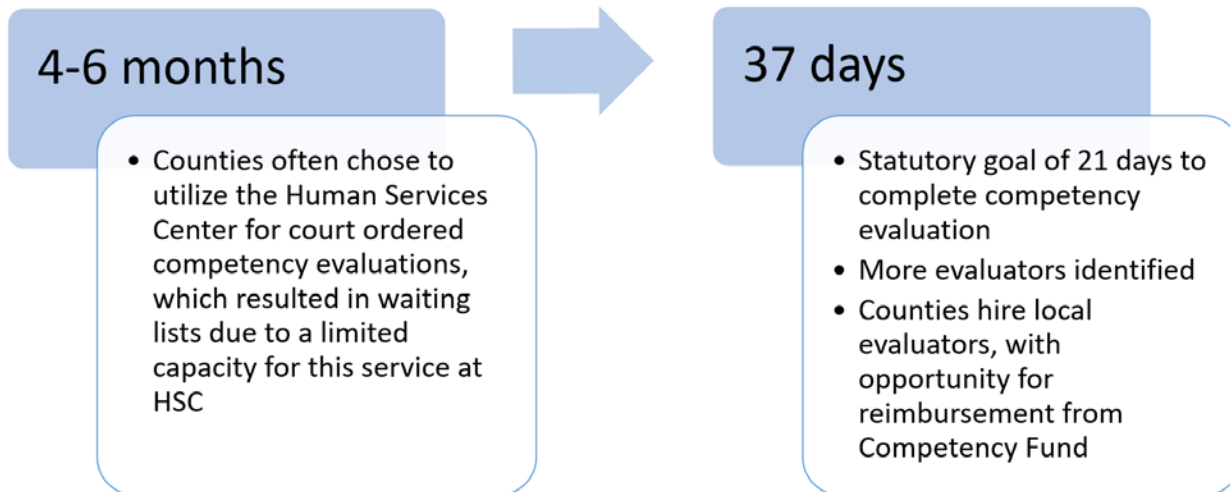 4-6 months
• Counties often chose to
utilize the Human Services
Center for court ordered
competency evaluations,
which resulted in waiting
lists due to a limited
capacity for this service at
HSC
37 days
• Statutory goal of 21 days to
complete competency
evaluation
• More evaluators identified
• Counties hire local
evaluators, with
opportunity for
reimbursement from
Competency Fund